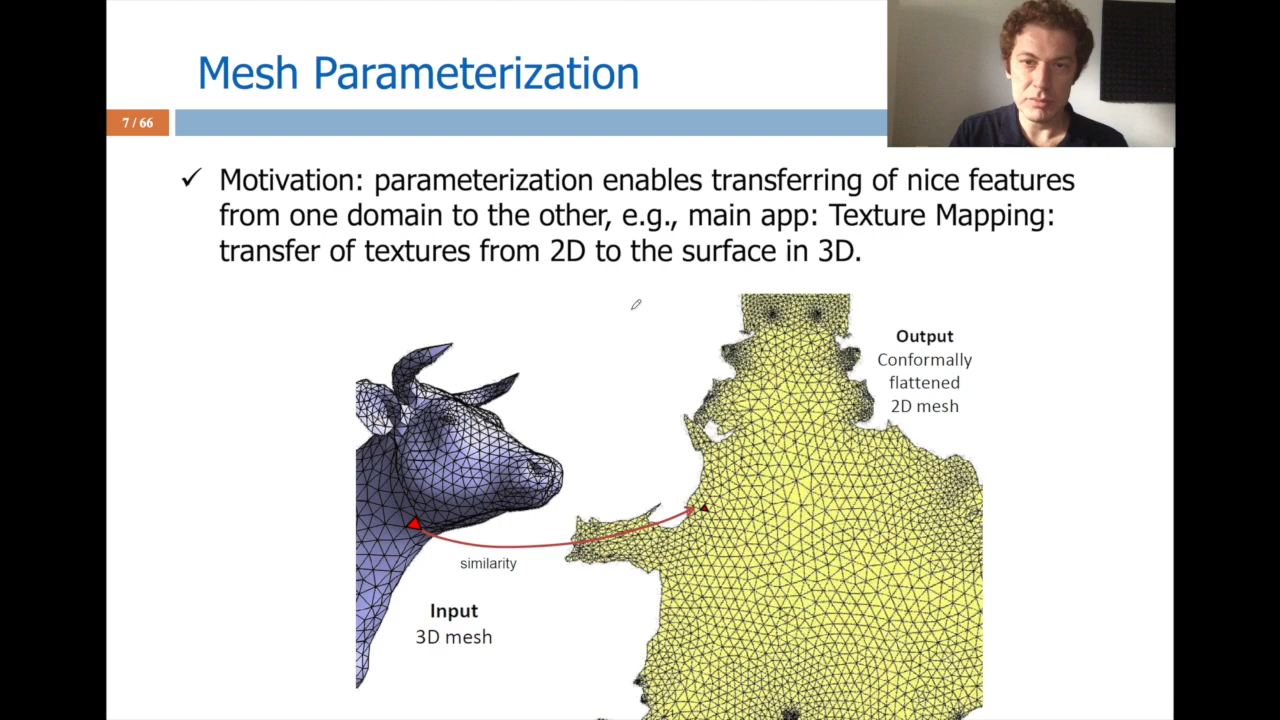 Mesh Parameterization
7 / 66
✓ Motivation: parameterization enables transferring of nice features
from one domain to the other, e.g., main app: Texture Mapping:
transfer of textures from 2D to the surface in 3D.
Output
Conformally
flattened
2D mesh
similarity
Input
3D mesh